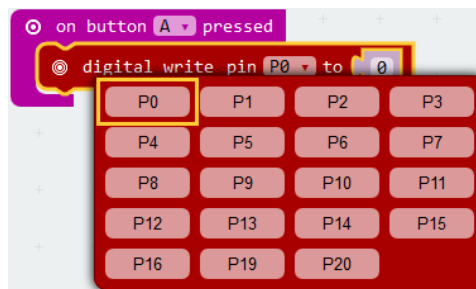 on button A pressed
digital write pin P0 to 0
P0 P1 P2 P3
P4 P5 P6 P7
P8 P9 P10 P11
P12 P13 P14 P15
P16 P19 P20